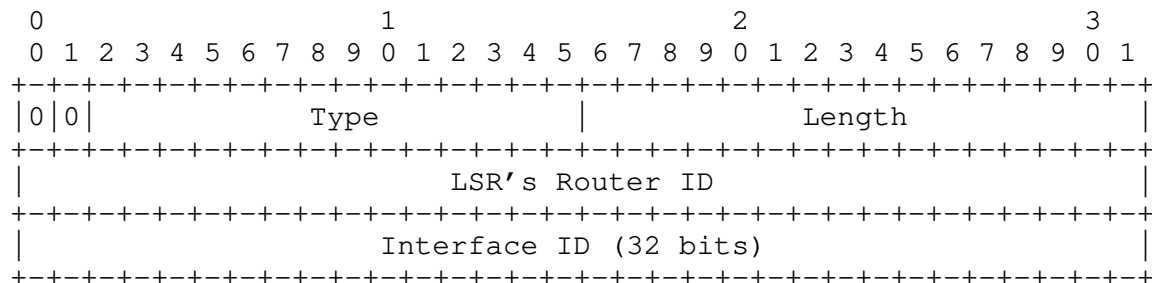 0                   1                   2                   3
 0 1 2 3 4 5 6 7 8 9 0 1 2 3 4 5 6 7 8 9 0 1 2 3 4 5 6 7 8 9 0 1
+-+-+-+-+-+-+-+-+-+-+-+-+-+-+-+-+-+-+-+-+-+-+-+-+-+-+-+-+-+-+-+-+
|0|0|            Type           |            Length             |
+-+-+-+-+-+-+-+-+-+-+-+-+-+-+-+-+-+-+-+-+-+-+-+-+-+-+-+-+-+-+-+-+
|                        LSR’s Router ID                        |
+-+-+-+-+-+-+-+-+-+-+-+-+-+-+-+-+-+-+-+-+-+-+-+-+-+-+-+-+-+-+-+-+
|                    Interface ID (32 bits)                     |
+-+-+-+-+-+-+-+-+-+-+-+-+-+-+-+-+-+-+-+-+-+-+-+-+-+-+-+-+-+-+-+-+